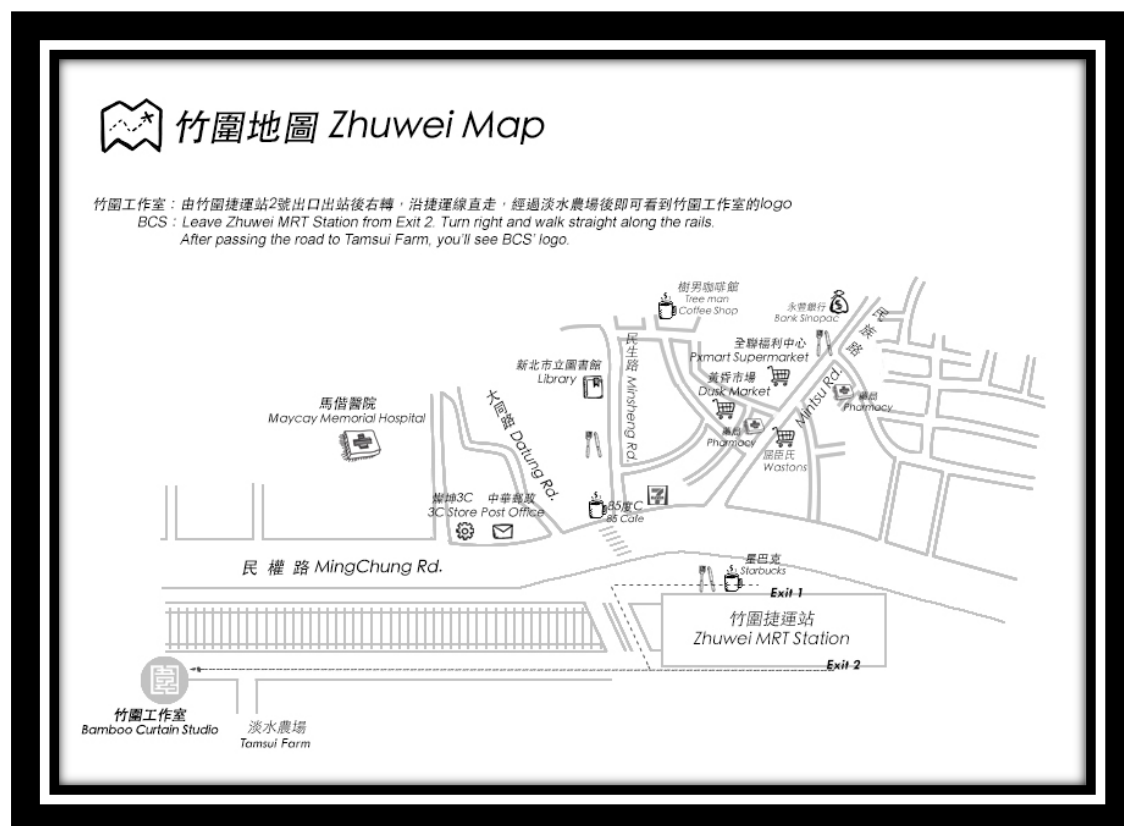 竹圍地圖 Zhuwei Map
竹圍工作室：由竹圍捷運站2號出口出站後右轉，沿捷運線直走，經過淡水農場後即可看到竹圍工作室的logo
BCS：Leave Zhuwei MRT Station from Exit 2. Turn right and walk straight along the rails.
After passing the road to Tamsui Farm, you'll see BCS' logo.
樹男咖啡館
Tree man
Coffee Shop
永豐銀行
Bank Sinopac
民族路
Mintsu Rd.
全聯福利中心
Pxmart Supermarket
新北市立圖書館
Library
民生路 Minsheng Rd.
黃昏市場
Dusk Market
藥局
Pharmacy
馬偕醫院
Maycay Memorial Hospital
大同路 Datung Rd.
藥局
Pharmacy
屈臣氏
Wastons
燦坤3C
3C Store
中華郵政
Post Office
85度C
85 Cafe
民權路 MingChung Rd.
星巴克
Starbucks
Exit 1
竹圍捷運站
Zhuwei MRT Station
Exit 2
竹圍工作室
Bamboo Curtain Studio
淡水農場
Tamsui Farm